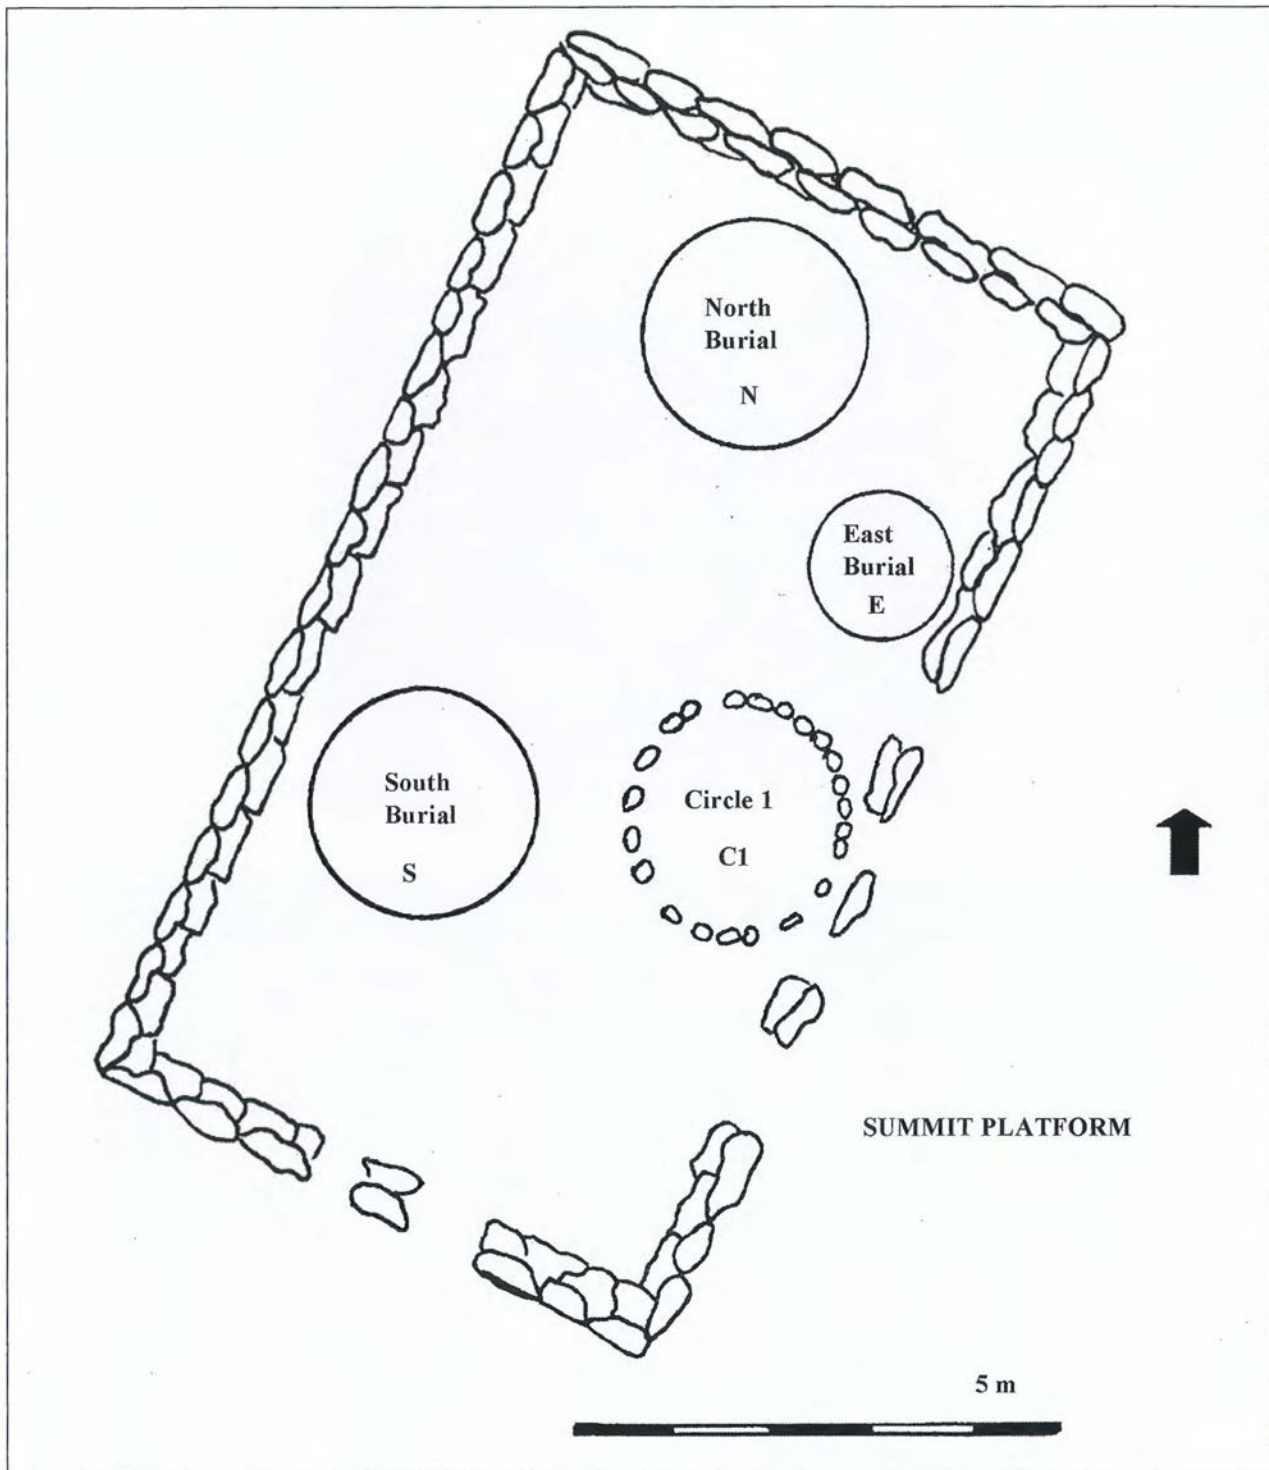 North
Burial
N
East
Burial
E
South
Burial
S
Circle 1
C1
SUMMIT PLATFORM
5 m